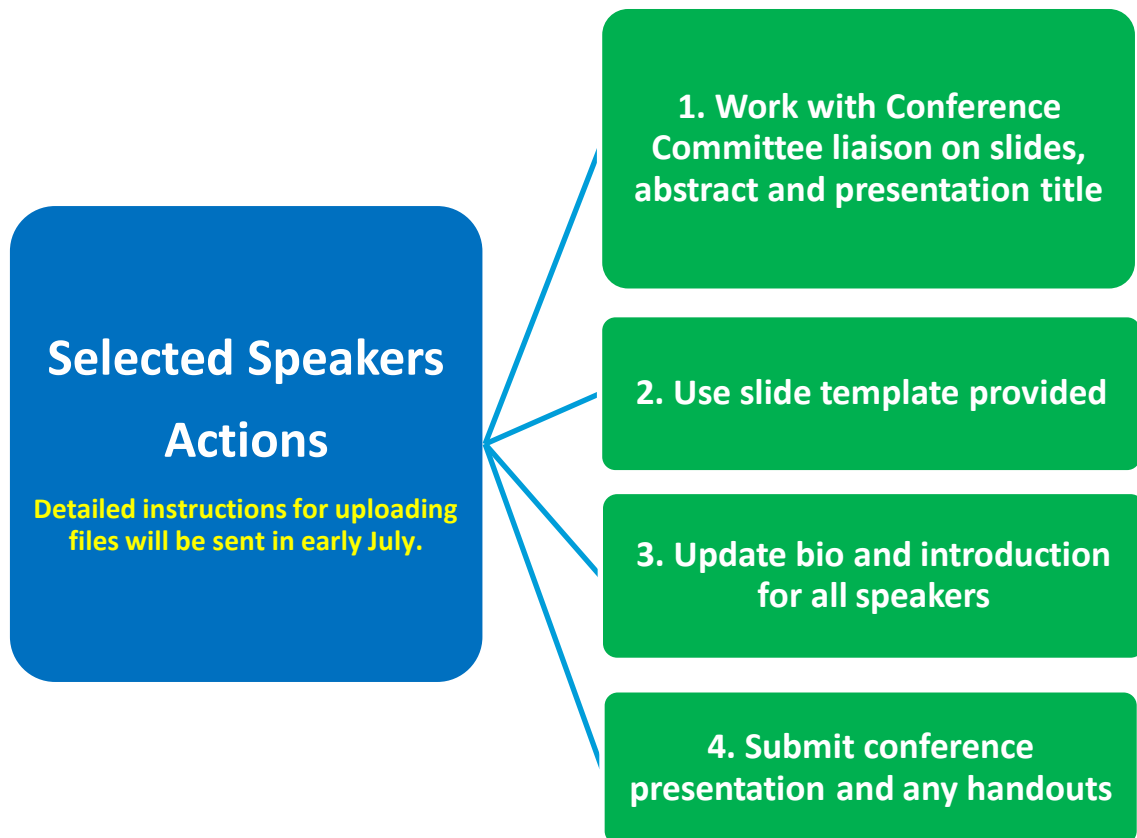 Selected Speakers
Actions
Detailed instructions for uploading
files will be sent in early July.
1. Work with Conference
Committee liaison on slides,
abstract and presentation title
2. Use slide template provided
3. Update bio and introduction
for all speakers
4. Submit conference
presentation and any handouts